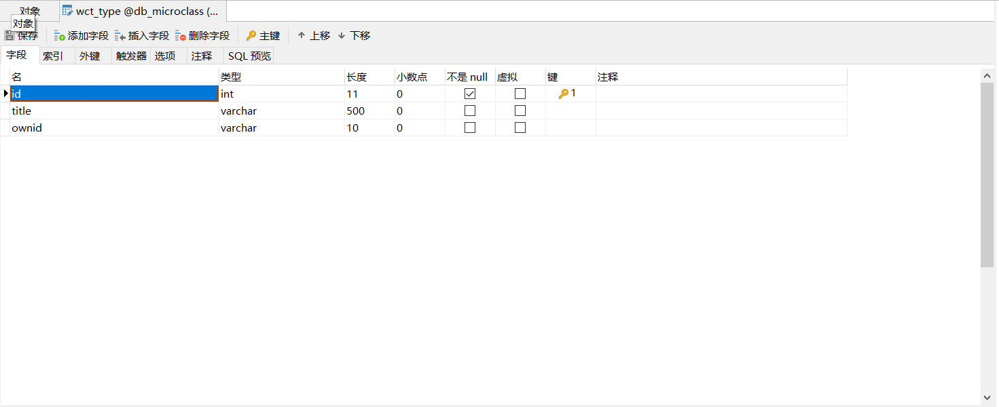 对象 wct_type @db_microclass (...
对象
保存 添加字段 插入字段 删除字段 主键 上移 下移
字段 索引 外键 触发器 选项 注释 SQL 预览
名 类型 长度 小数点 不是 null 虚拟 键 注释
id int 11 0 1
title varchar 500 0
ownid varchar 10 0